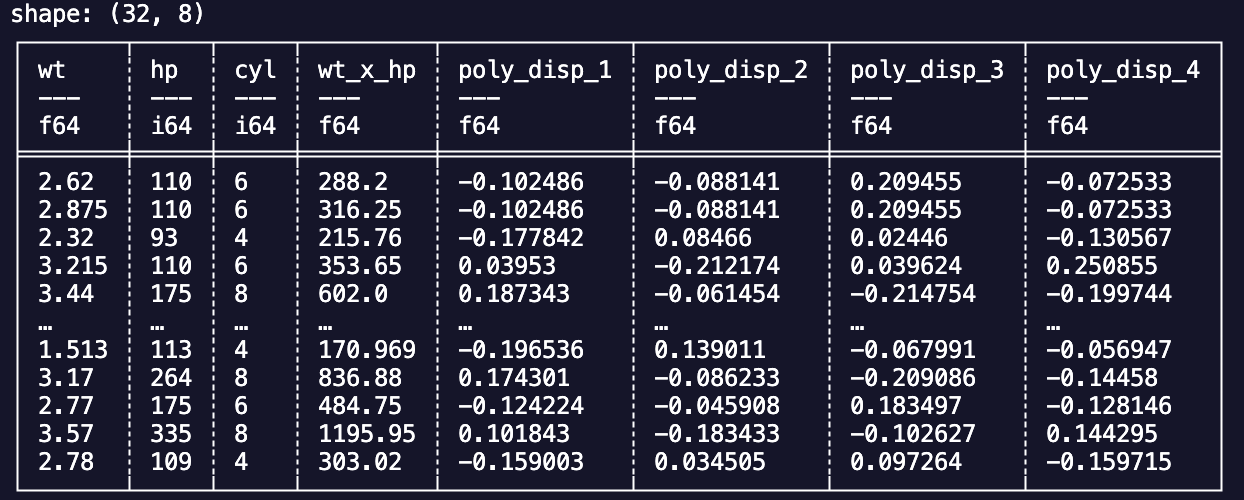 shape: (32, 8)
wt hp cyl wt_x_hp poly_disp_1 poly_disp_2 poly_disp_3 poly_disp_4
--- --- --- --- --- --- --- ---
f64 i64 i64 f64 f64 f64 f64 f64
2.62 110 6 288.2 −0.102486 −0.088141 0.209455 −0.072533
2.875 110 6 316.25 −0.102486 −0.088141 0.209455 −0.072533
2.32 93 4 215.76 −0.177842 0.08466 0.02446 −0.130567
3.215 110 6 353.65 0.03953 −0.212174 0.039624 0.250855
3.44 175 8 602.0 0.187343 −0.061454 −0.214754 −0.199744
… … … … … … … …
1.513 113 4 170.969 −0.196536 0.139011 −0.067991 −0.056947
3.17 264 8 836.88 0.174301 −0.086233 −0.209086 −0.14458
2.77 175 6 484.75 −0.124224 −0.045908 0.183497 −0.128146
3.57 335 8 1195.95 0.101843 −0.183433 −0.102627 0.144295
2.78 109 4 303.02 −0.159003 0.034505 0.097264 −0.159715